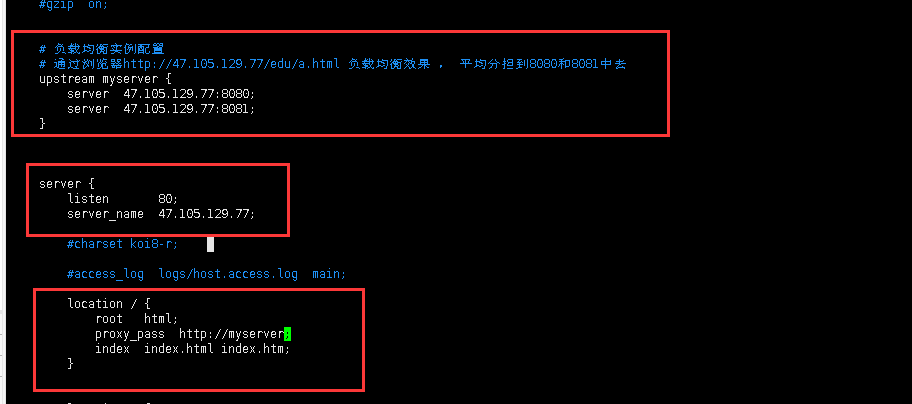 #gzip  on;
# 负载均衡实例配置
# 通过浏览器http://47.105.129.77/edu/a.html 负载均衡效果 ， 平均分担到8080和8081中去
upstream myserver {
server  47.105.129.77:8080;
server  47.105.129.77:8081;
}
server {
listen       80;
server_name  47.105.129.77;
#charset koi8-r;
#access_log  logs/host.access.log  main;
location / {
root   html;
proxy_pass  http://myserver;
index  index.html index.htm;
}